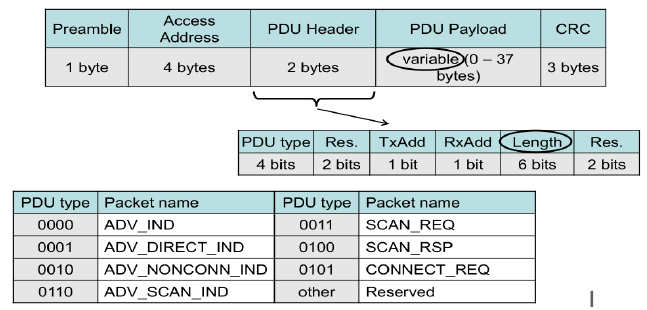 Preamble Access Address PDU Header PDU Payload CRC
1 byte 4 bytes 2 bytes variable (0 – 37 bytes) 3 bytes
PDU type Res. TxAdd RxAdd Length Res.
4 bits 2 bits 1 bit 1 bit 6 bits 2 bits
PDU type Packet name PDU type Packet name
0000 ADV_IND 0011 SCAN_REQ
0001 ADV_DIRECT_IND 0100 SCAN_RSP
0010 ADV_NONCONN_IND 0101 CONNECT_REQ
0110 ADV_SCAN_IND other Reserved